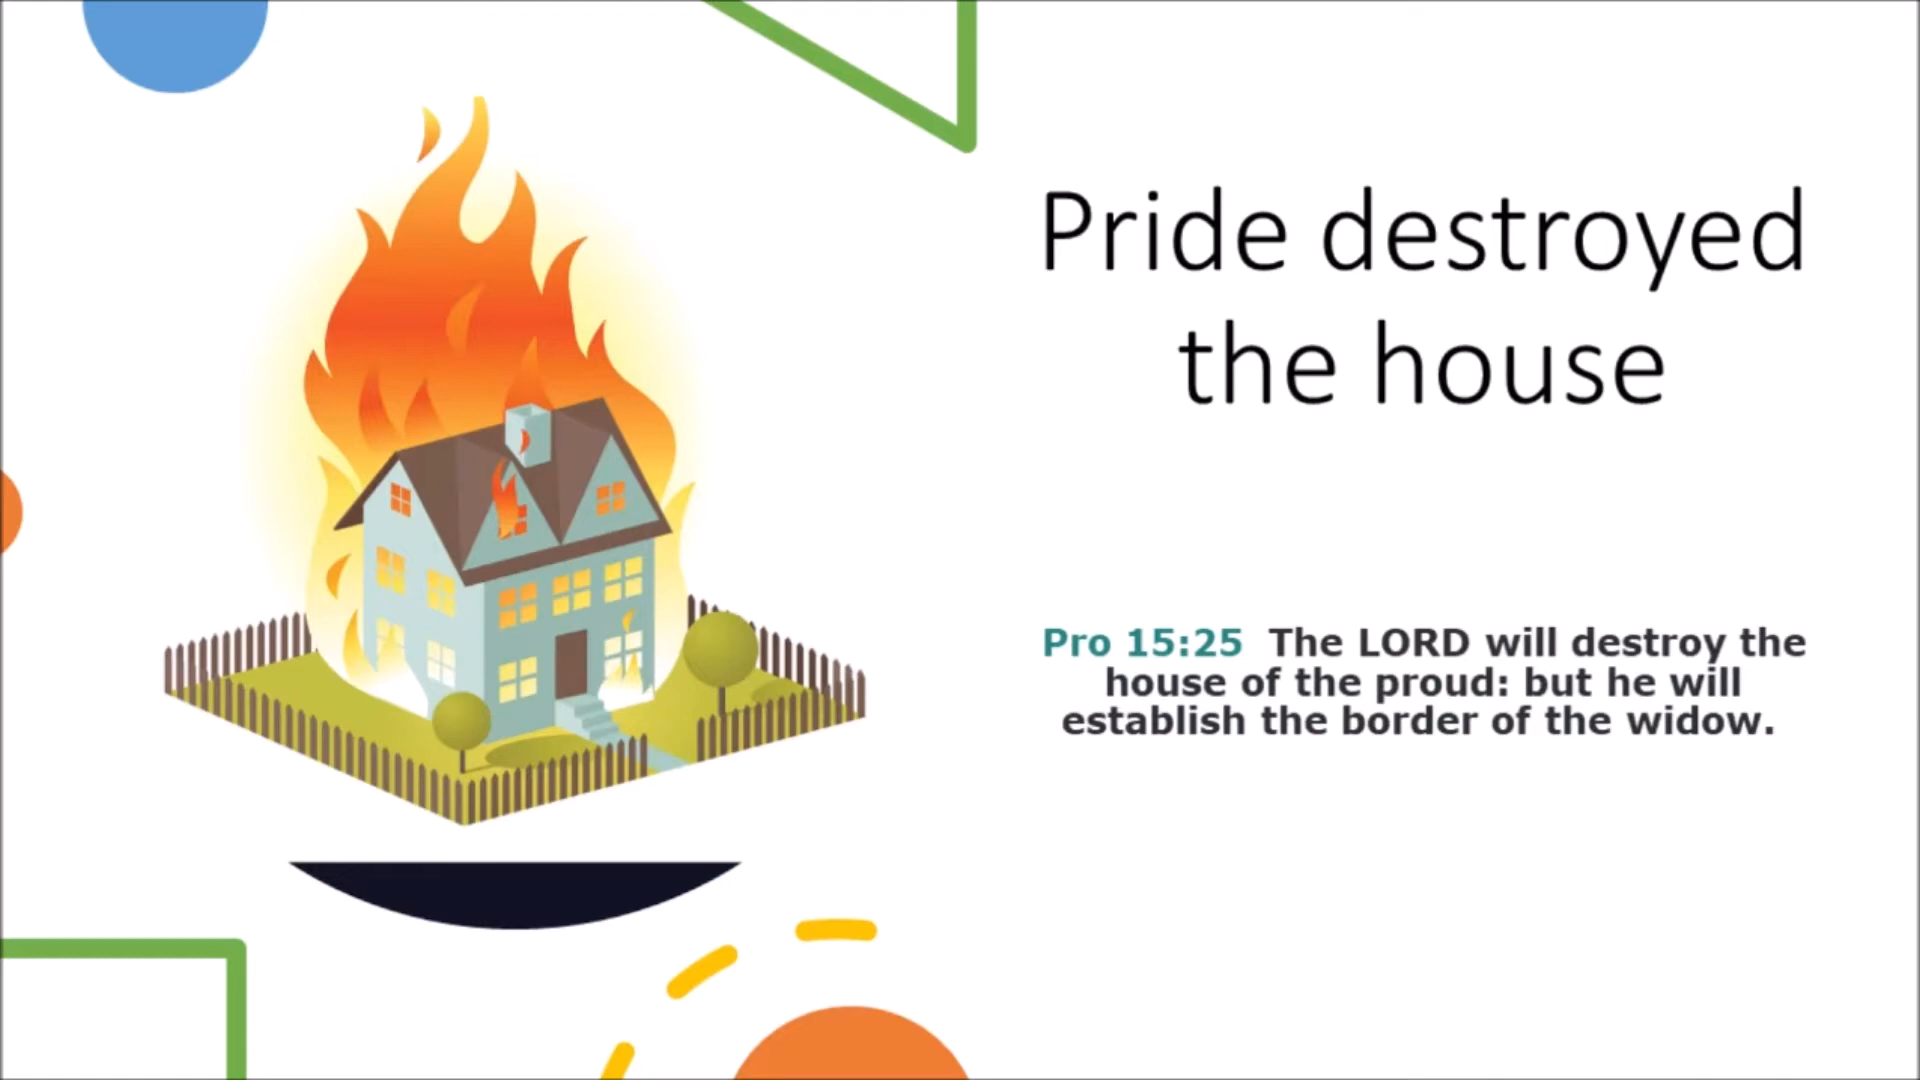 Pride destroyed
the house
Pro 15:25  The LORD will destroy the
house of the proud: but he will
establish the border of the widow.